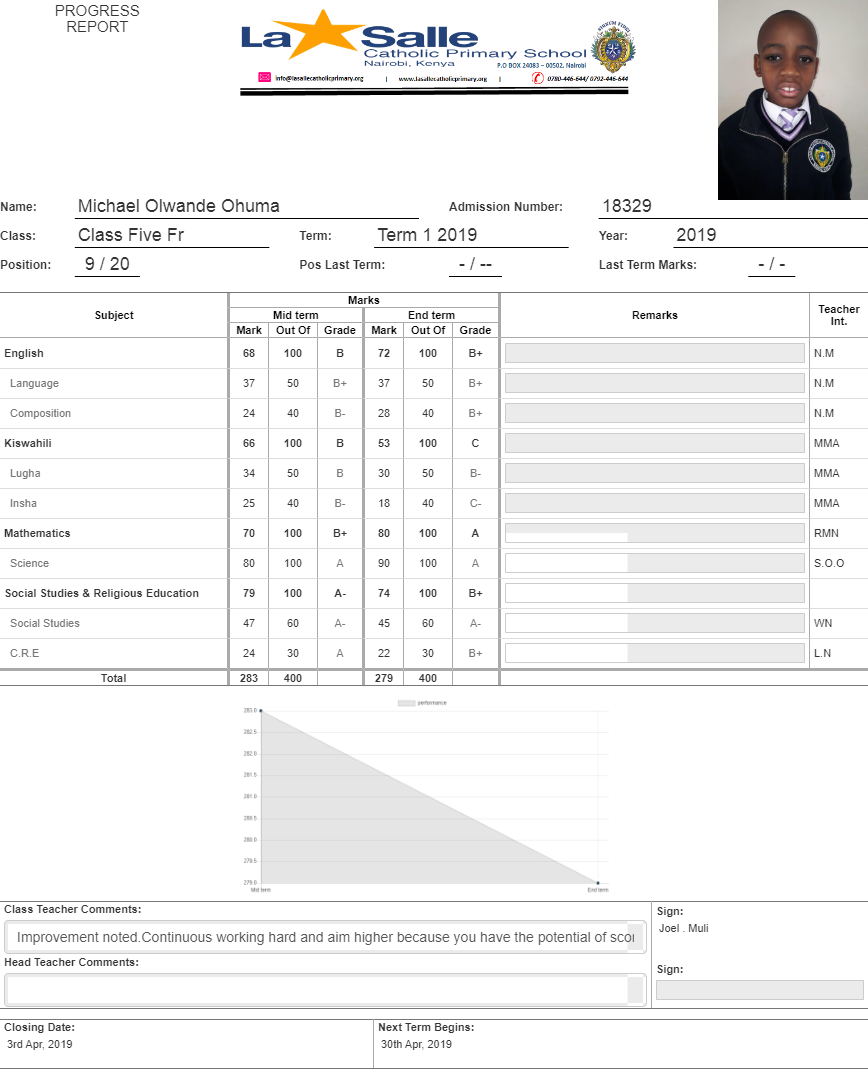 PROGRESS
REPORT
La Salle
Catholic Primary School
Nairobi, Kenya
P.O BOX 24083 – 00502, Nairobi
info@lasallecatholicprimary.org | www.lasallecatholicprimary.org | 0780-446-644/ 0792-446-644
Name: Michael Olwande Ohuma Admission Number: 18329
Class: Class Five Fr Term: Term 1 2019 Year: 2019
Position: 9 / 20 Pos Last Term: - / -- Last Term Marks: - / -
Marks
Subject Mid term End term Remarks Teacher Int.
Mark Out Of Grade Mark Out Of Grade
English 68 100 B 72 100 B+ N.M
Language 37 50 B+ 37 50 B+ N.M
Composition 24 40 B- 28 40 B+ N.M
Kiswahili 66 100 B 53 100 C MMA
Lugha 34 50 B 30 50 B- MMA
Insha 25 40 B- 18 40 C- MMA
Mathematics 70 100 B+ 80 100 A RMN
Science 80 100 A 90 100 A S.O.O
Social Studies & Religious Education 79 100 A- 74 100 B+
Social Studies 47 60 A- 45 60 A- WN
C.R.E 24 30 A 22 30 B+ L.N
Total 283 400 279 400
performance
283.0
282.5
282.0
281.5
281.0
280.5
280.0
279.5
279.0
Mid term End term
Class Teacher Comments: Sign:
Improvement noted.Continuous working hard and aim higher because you have the potential of scor Joel . Muli
Head Teacher Comments: Sign:
Closing Date: Next Term Begins:
3rd Apr, 2019 30th Apr, 2019